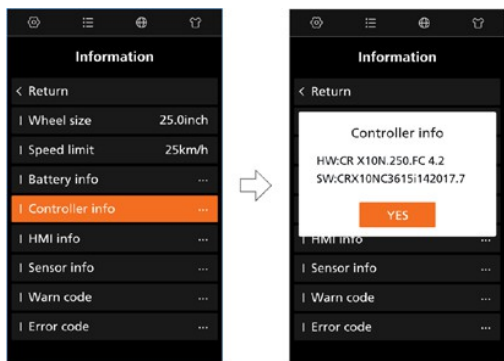 Information
< Return
Wheel size 25.0inch
Speed limit 25km/h
Battery info ...
Controller info ...
HMI info ...
Sensor info ...
Warn code ...
Error code ...
Information
< Return
Controller info
HW:CR X10N.250.FC 4.2
SW:CRX10NC3615i142017.7
YES
HMI info ...
Sensor info ...
Warn code ...
Error code ...